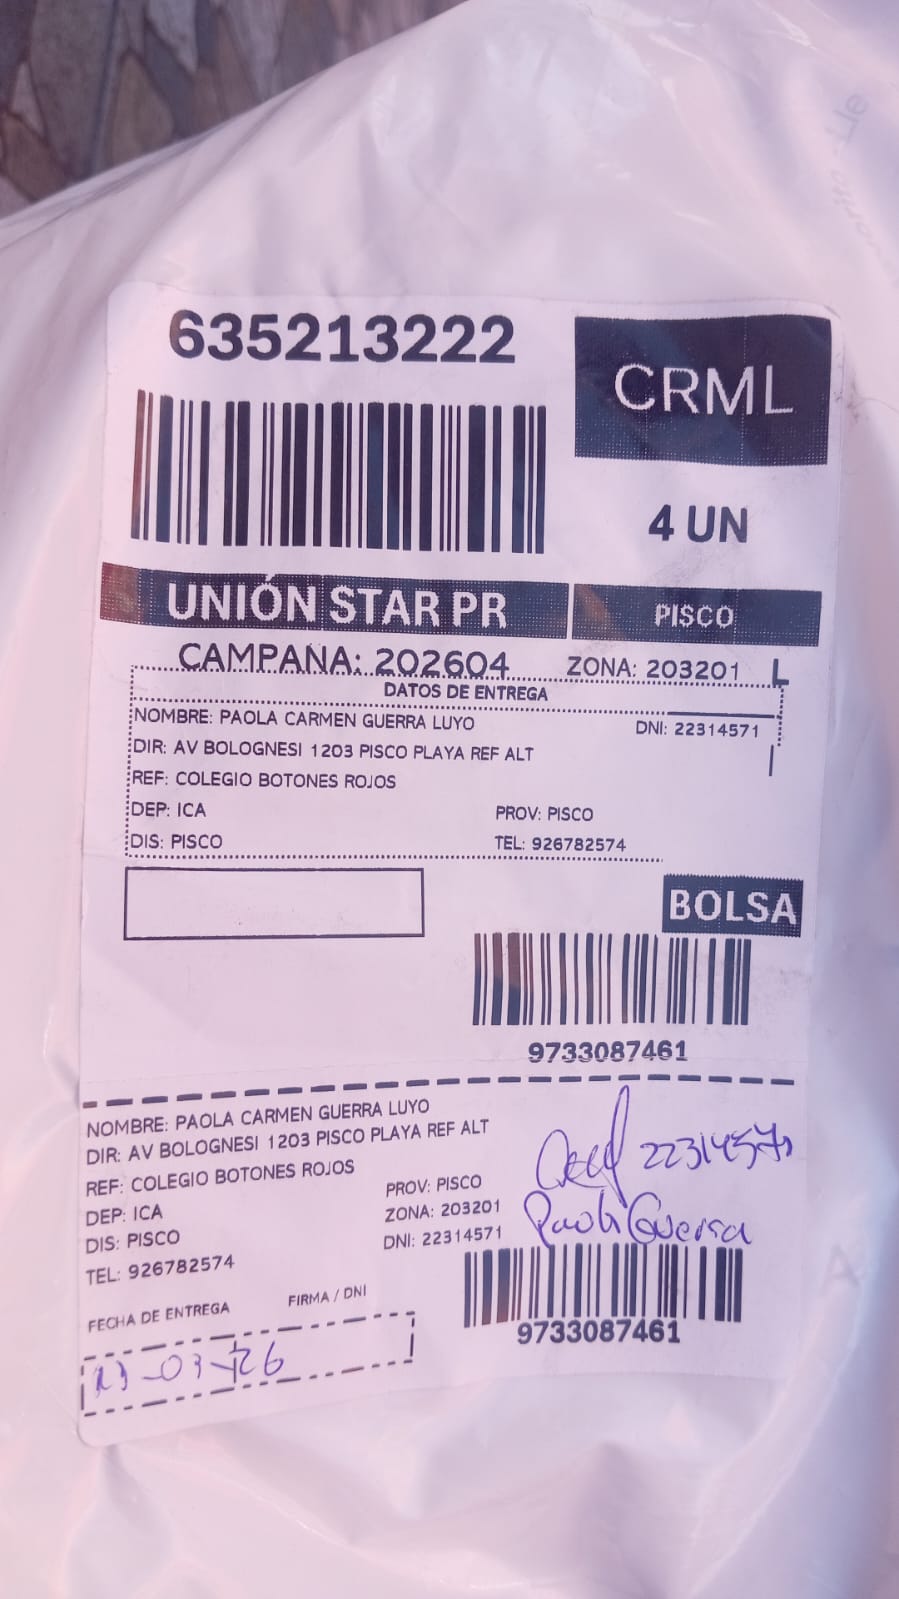 635213222
CRML
4 UN
UNIÓN STAR PR
PISCO
CAMPAÑA: 202604
ZONA: 203201 L
DATOS DE ENTREGA
NOMBRE: PAOLA CARMEN GUERRA LUYO
DNI: 22314571
DIR: AV BOLOGNESI 1203 PISCO PLAYA REF ALT
REF: COLEGIO BOTONES ROJOS
DEP: ICA
PROV: PISCO
DIS: PISCO
TEL: 926782574
BOLSA
9733087461
NOMBRE: PAOLA CARMEN GUERRA LUYO
DIR: AV BOLOGNESI 1203 PISCO PLAYA REF ALT
REF: COLEGIO BOTONES ROJOS
DEP: ICA
PROV: PISCO
DIS: PISCO
ZONA: 203201
TEL: 926782574
DNI: 22314571
22314571
Paola Guerra
9733087461
FECHA DE ENTREGA
FIRMA / DNI